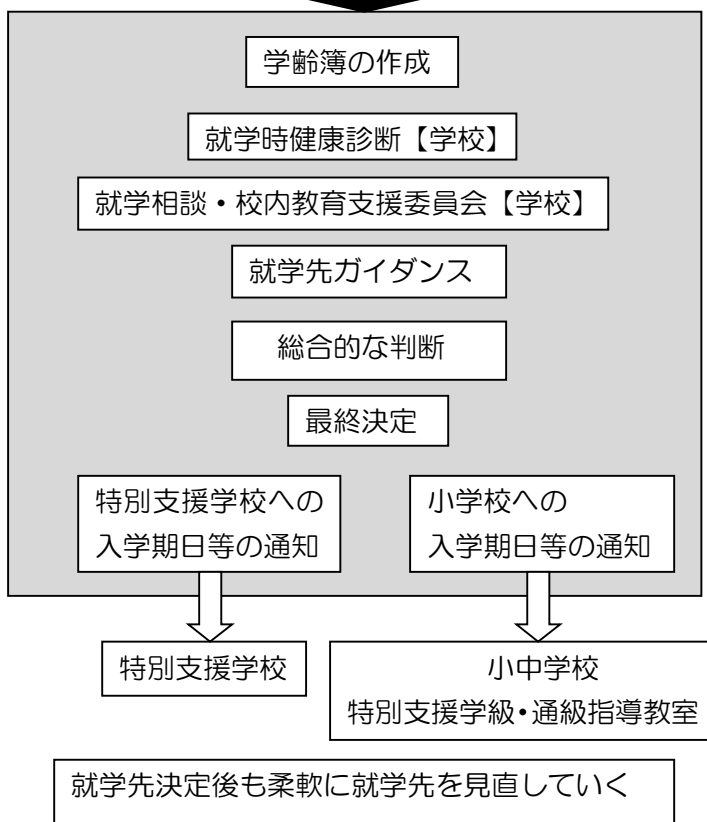 学齢簿の作成
就学時健康診断【学校】
就学相談・校内教育支援委員会【学校】
就学先ガイダンス
総合的な判断
最終決定
特別支援学校への
入学期日等の通知
小学校への
入学期日等の通知
特別支援学校
小中学校
特別支援学級・通級指導教室
就学先決定後も柔軟に就学先を見直していく